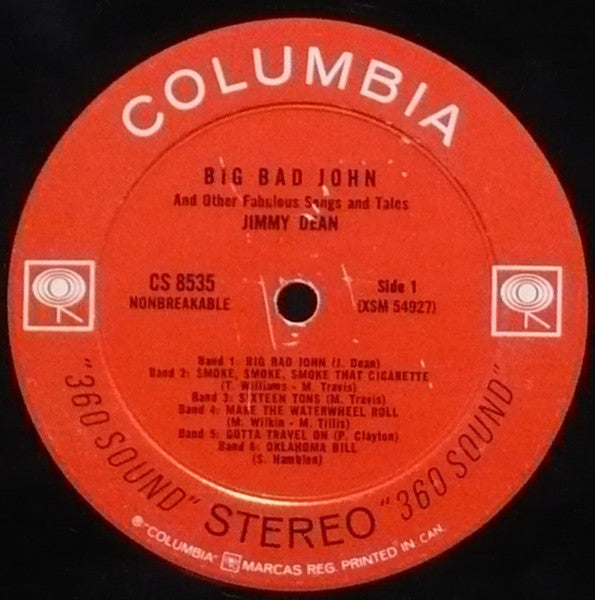 COLUMBIA
BIG BAD JOHN
And Other Fabulous Songs and Tales
JIMMY DEAN
CS 8535
NONBREAKABLE
Side 1
(XSM 54927)
Band 1: BIG BAD JOHN (J. Dean)
Band 2: SMOKE, SMOKE, SMOKE THAT CIGARETTE
(T. Williams - M. Travis)
Band 3: SIXTEEN TONS (M. Travis)
Band 4: MAKE THE WATERWHEEL ROLL
(M. Wilkin - M. Tillis)
Band 5: GOTTA TRAVEL ON (P. Clayton)
Band 6: OKLAHOMA BILL
(S. Hamblen)
"360 SOUND" STEREO "360 SOUND"
® "COLUMBIA" MARCAS REG. PRINTED IN CAN.